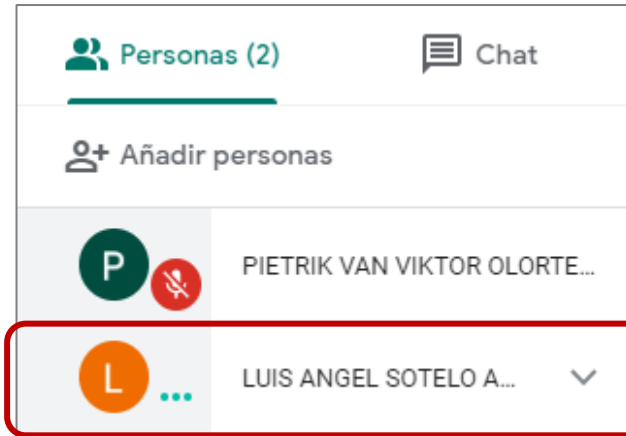 Personas (2)
Chat
Añadir personas
P
PIETRIK VAN VIKTOR OLORTE...
L
LUIS ANGEL SOTELO A...